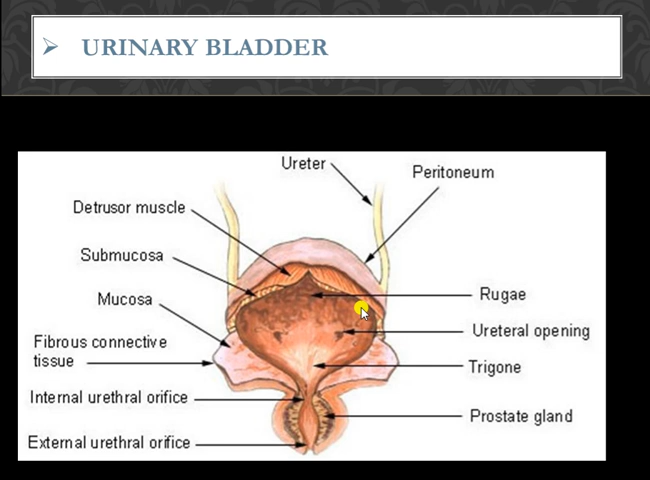 URINARY BLADDER
Ureter
Peritoneum
Detrusor muscle
Submucosa
Mucosa
Rugae
Ureteral opening
Fibrous connective
tissue
Trigone
Internal urethral orifice
Prostate gland
External urethral orifice